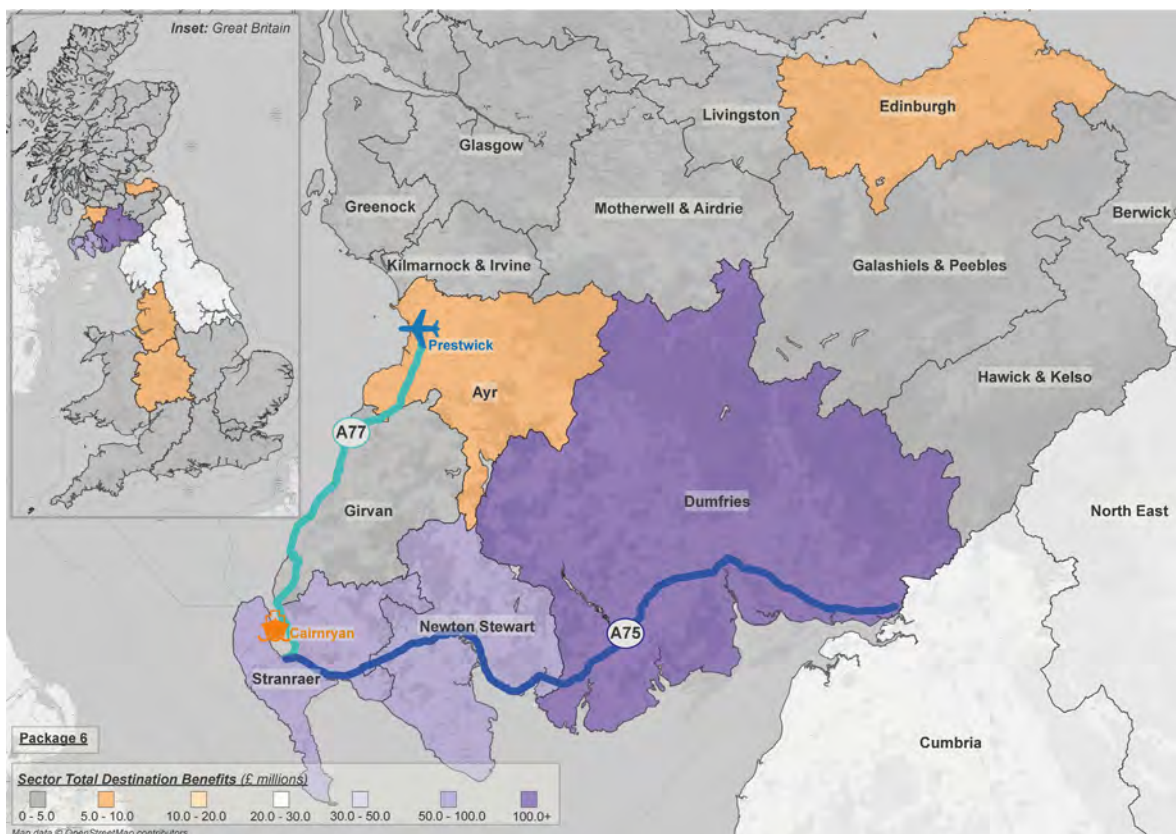 Inset: Great Britain
Edinburgh
Livingston
Glasgow
Greenock
Motherwell & Airdrie
Berwick
Kilmarnock & Irvine
Galashiels & Peebles
Prestwick
Hawick & Kelso
Ayr
A77
Dumfries
Girvan
North East
Cairnryan
Newton Stewart
A75
Stranraer
Cumbria
Package 6
Sector Total Destination Benefits (£ millions)
0 - 5.0 5.0 - 10.0 10.0 - 20.0 20.0 - 30.0 30.0 - 50.0 50.0 - 100.0 100.0+
Map data © OpenStreetMap contributors